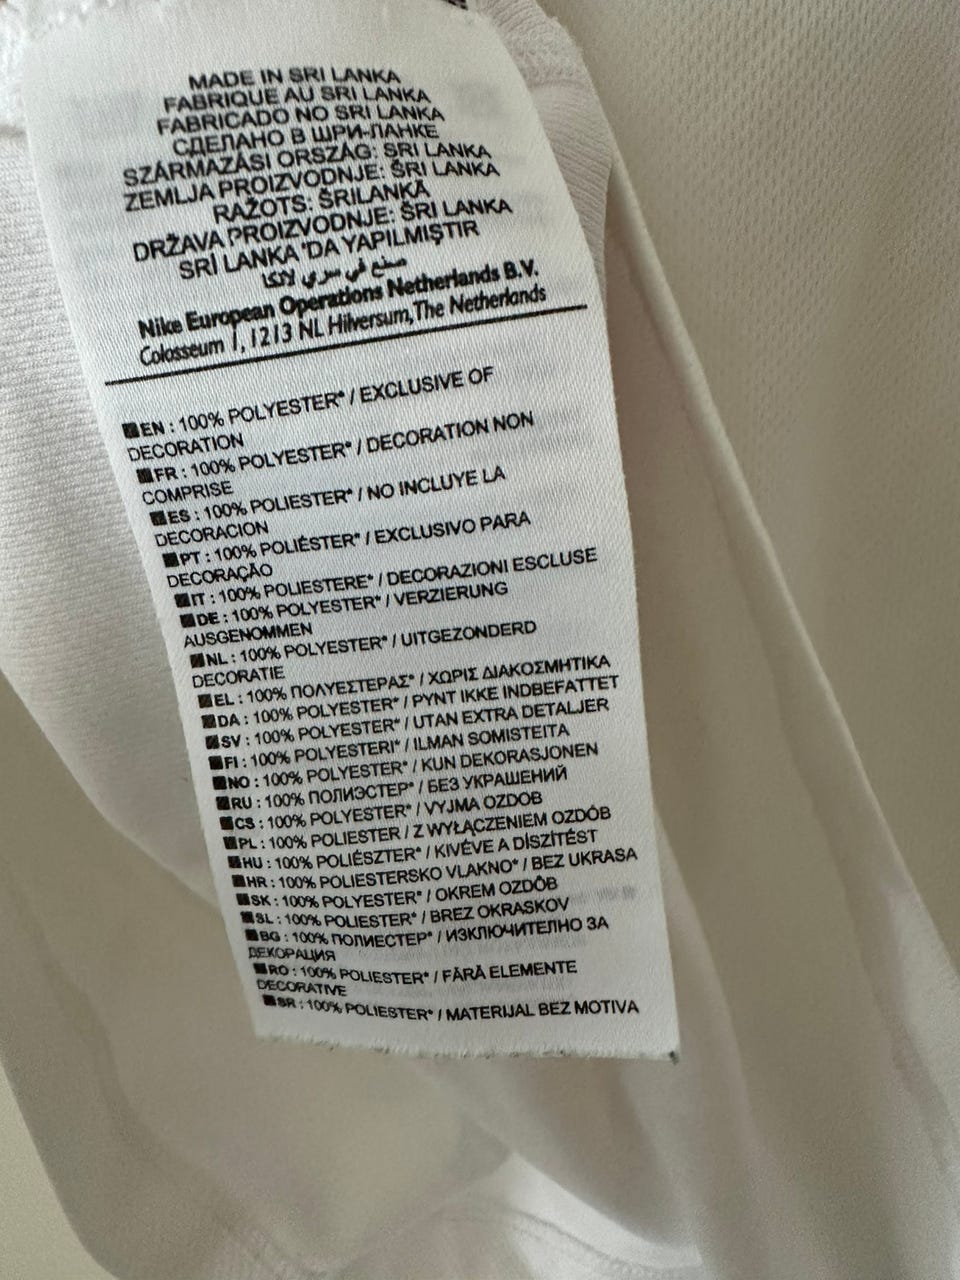 MADE IN SRI LANKA
FABRIQUE AU SRI LANKA
FABRICADO NO SRI LANKA
СДЕЛАНО В ШРИ-ЛАНКЕ
SZÁRMAZÁSI ORSZÁG: SRI LANKA
ZEMLJA PROIZVODNJE: ŠRI LANKA
RAŽOTS: ŠRILANKĀ
DRŽAVA PROIZVODNJE: ŠRI LANKA
SRİ LANKA 'DA YAPILMIŞTIR
صنع في سري لانكا
Nike European Operations Netherlands B.V.
Colosseum 1, 1213 NL Hilversum, The Netherlands
EN : 100% POLYESTER* / EXCLUSIVE OF
DECORATION
FR : 100% POLYESTER* / DECORATION NON
COMPRISE
ES : 100% POLIESTER* / NO INCLUYE LA
DECORACION
PT : 100% POLIÉSTER* / EXCLUSIVO PARA
DECORAÇÃO
IT : 100% POLIESTERE* / DECORAZIONI ESCLUSE
DE : 100% POLYESTER* / VERZIERUNG
AUSGENOMMEN
NL : 100% POLYESTER* / UITGEZONDERD
DECORATIE
EL : 100% ΠΟΛΥΕΣΤΕΡΑΣ* / ΧΩΡΙΣ ΔΙΑΚΟΣΜΗΤΙΚΑ
DA : 100% POLYESTER* / PYNT IKKE INDBEFATTET
SV : 100% POLYESTER* / UTAN EXTRA DETALJER
FI : 100% POLYESTERI* / ILMAN SOMISTEITA
NO : 100% POLYESTER* / KUN DEKORASJONEN
RU : 100% ПОЛИЭСТЕР* / БЕЗ УКРАШЕНИЙ
CS : 100% POLYESTER* / VYJMA OZDOB
PL : 100% POLIESTER / Z WYŁĄCZENIEM OZDÓB
HU : 100% POLIÉSZTER* / KIVÉVE A DÍSZÍTÉST
HR : 100% POLIESTERSKO VLAKNO* / BEZ UKRASA
SK : 100% POLYESTER* / OKREM OZDÔB
SL : 100% POLIESTER* / BREZ OKRASKOV
BG : 100% ПОЛИЕСТЕР* / ИЗКЛЮЧИТЕЛНО ЗА
ДЕКОРАЦИЯ
RO : 100% POLIESTER* / FĂRĂ ELEMENTE
DECORATIVE
SR : 100% POLIESTER* / MATERIJAL BEZ MOTIVA